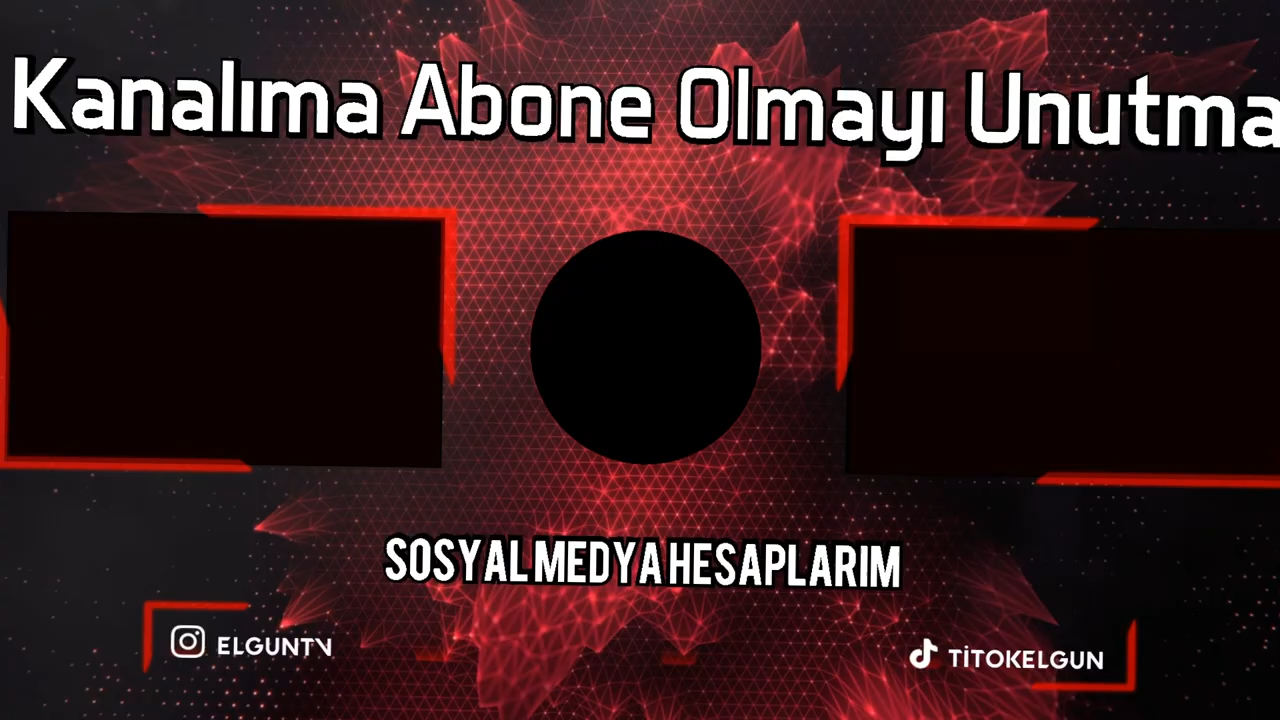 Kanalıma Abone Olmayı Unutma
SOSYAL MEDYA HESAPLARIM
ELGUNTV
TİTOKELGUN